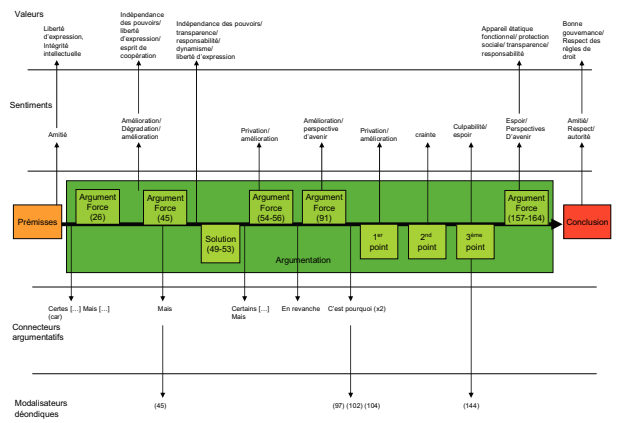 Valeurs
Liberté
d'expression,
Intégrité
intellectuelle
Indépendance
des pouvoirs/
liberté
d'expression/
esprit de
coopération
Indépendance des pouvoirs/
transparence/
responsabilité/
dynamisme/
liberté d'expression
Appareil étatique
fonctionnel/ protection
sociale/ transparence/
responsabilité
Bonne
gouvernance/
Respect des
règles de
droit
Sentiments
Amitié
Amélioration/
Dégradation/
amélioration
Privation/
amélioration
Amélioration/
perspective
d'avenir
Privation/
amélioration
crainte
Culpabilité/
espoir
Espoir/
Perspectives
D'avenir
Amitié/
Respect/
autorité
Prémisses
Argument
Force
(26)
Argument
Force
(45)
Solution
(49-53)
Argument
Force
(54-56)
Argument
Force
(91)
1er
point
2nd
point
3ème
point
Argument
Force
(157-164)
Conclusion
Argumentation
Certes […] Mais […]
(car)
Mais
Certains […]
Mais
En revanche
C'est pourquoi (x2)
Connecteurs
argumentatifs
Modalisateurs
déondiques
(45)
(97) (102) (104)
(144)